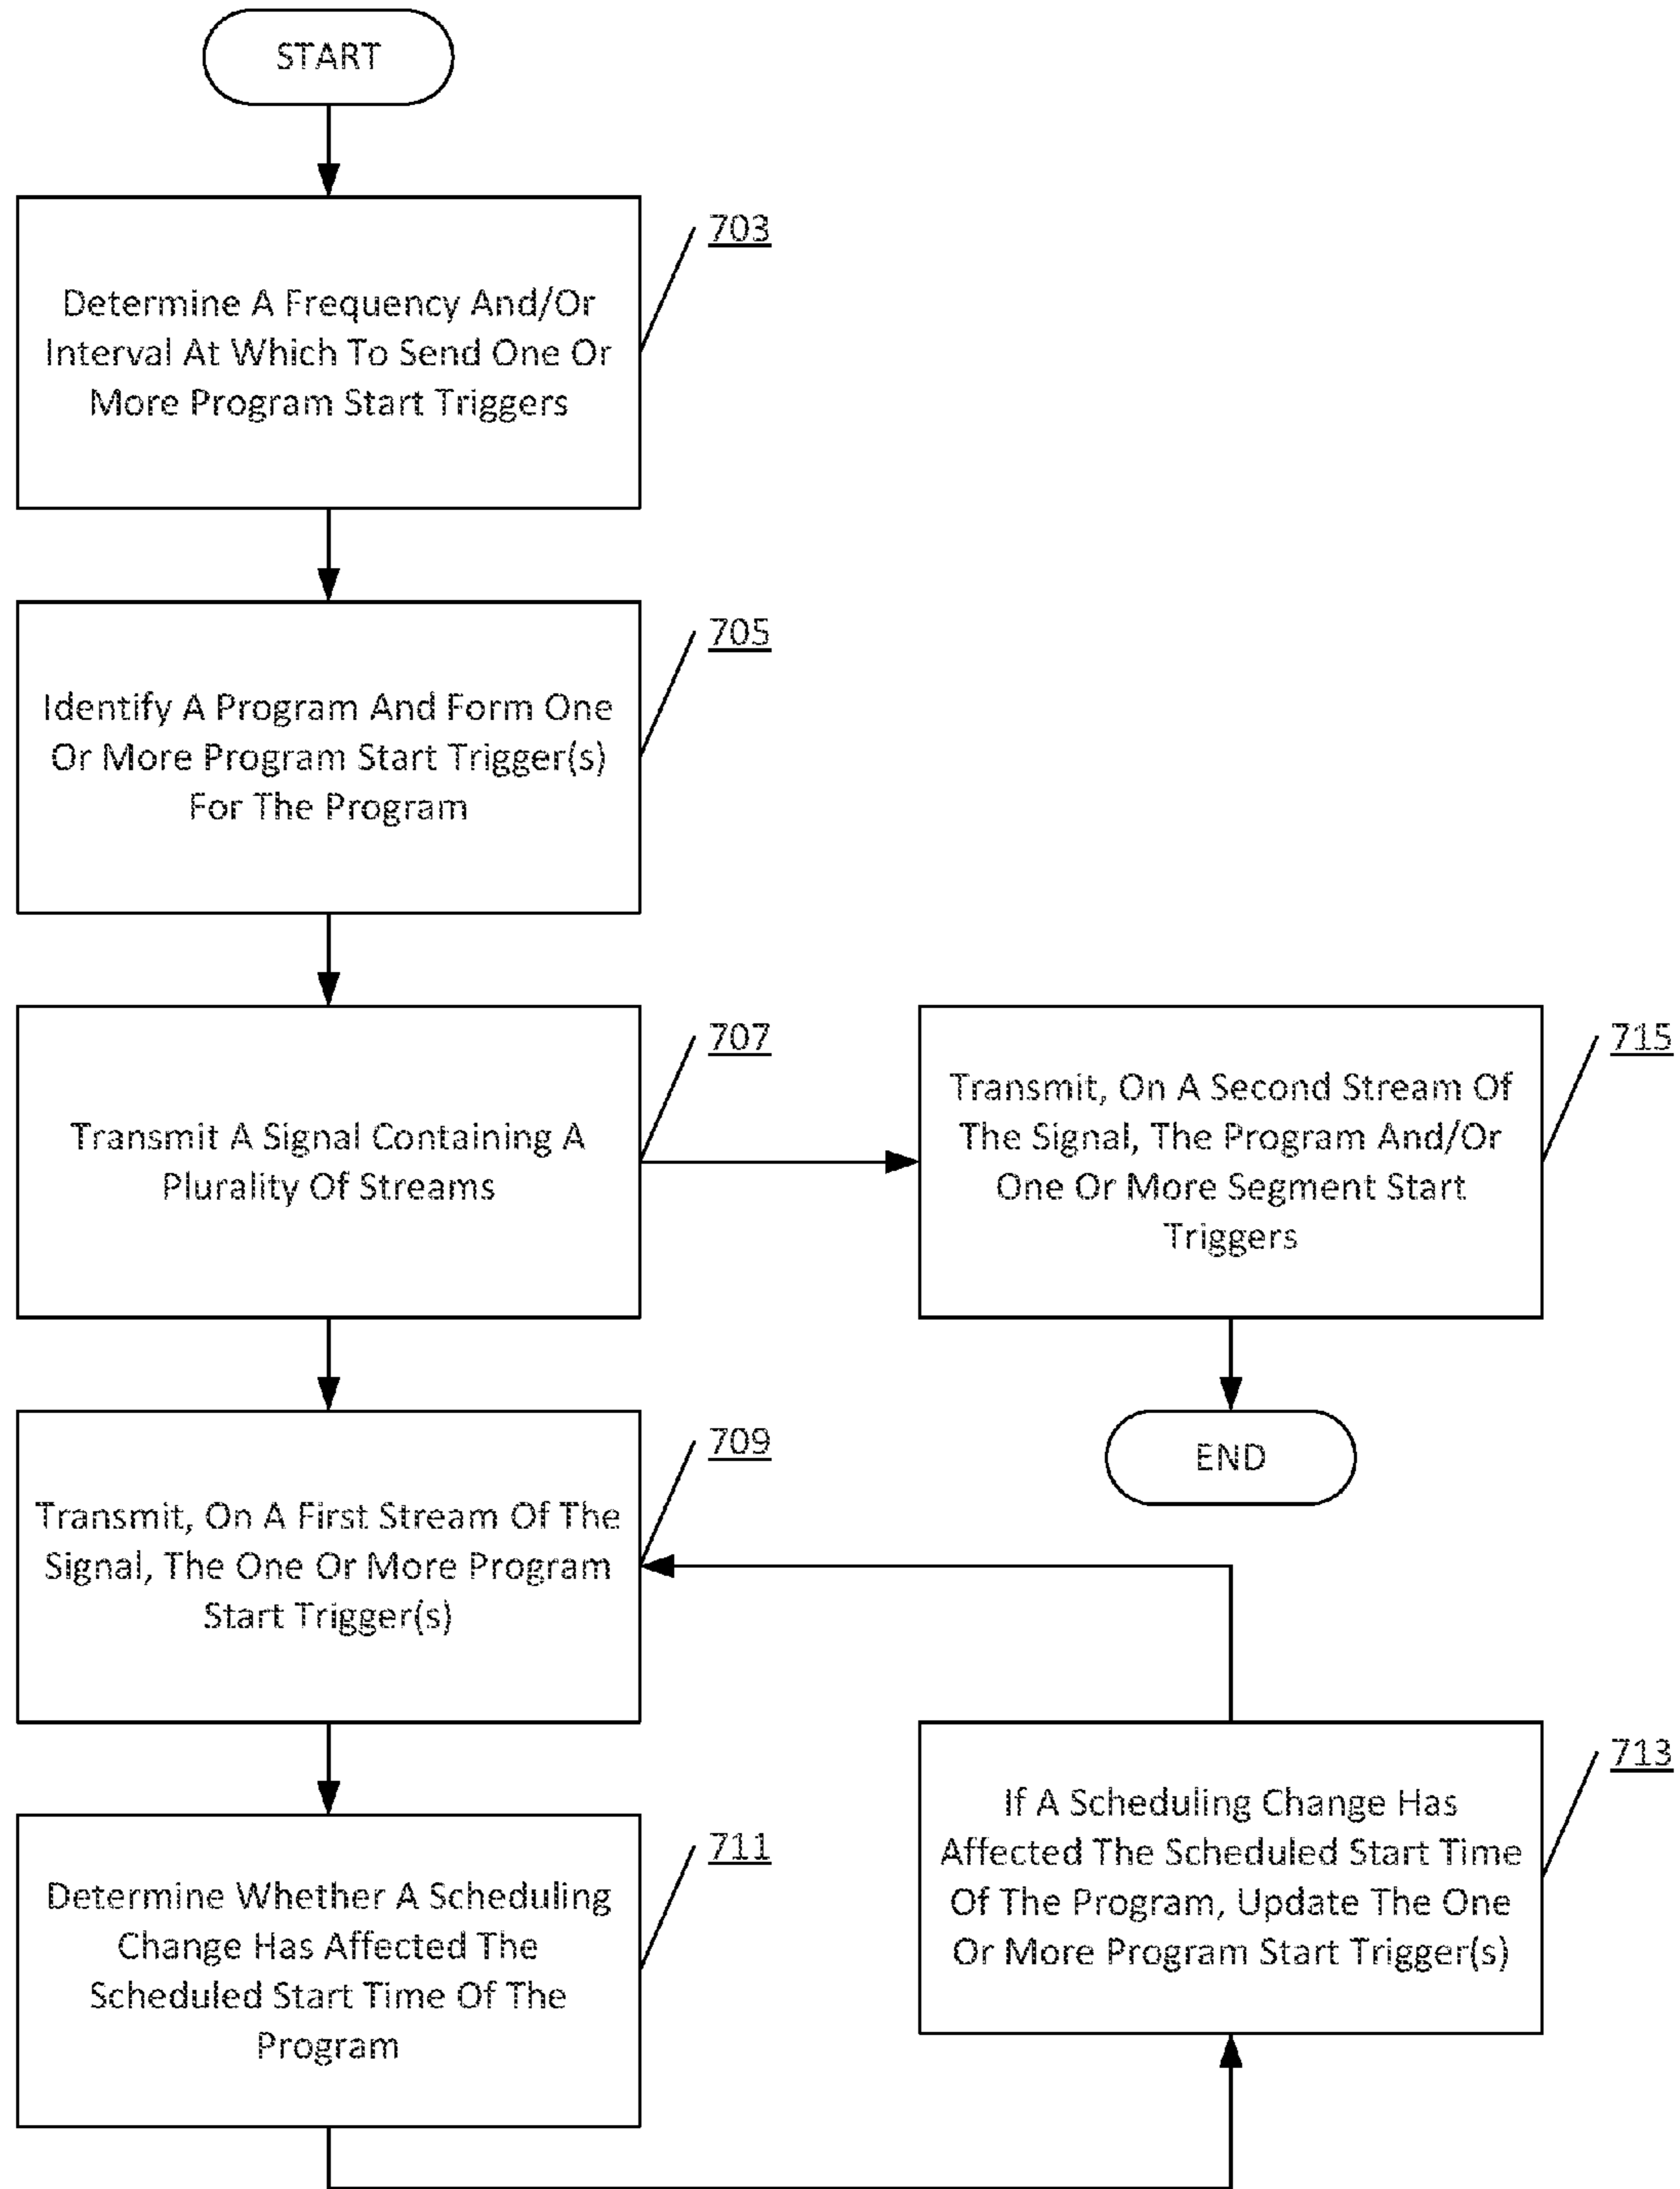 START
703
Determine A Frequency And/Or
Interval At Which To Send One Or
More Program Start Triggers
705
Identify A Program And Form One
Or More Program Start Trigger(s)
For The Program
707
Transmit A Signal Containing A
Plurality Of Streams
715
Transmit, On A Second Stream Of
The Signal, The Program And/Or
One Or More Segment Start
Triggers
709
Transmit, On A First Stream Of The
Signal, The One Or More Program
Start Trigger(s)
END
711
Determine Whether A Scheduling
Change Has Affected The
Scheduled Start Time Of The
Program
713
If A Scheduling Change Has
Affected The Scheduled Start Time
Of The Program, Update The One
Or More Program Start Trigger(s)